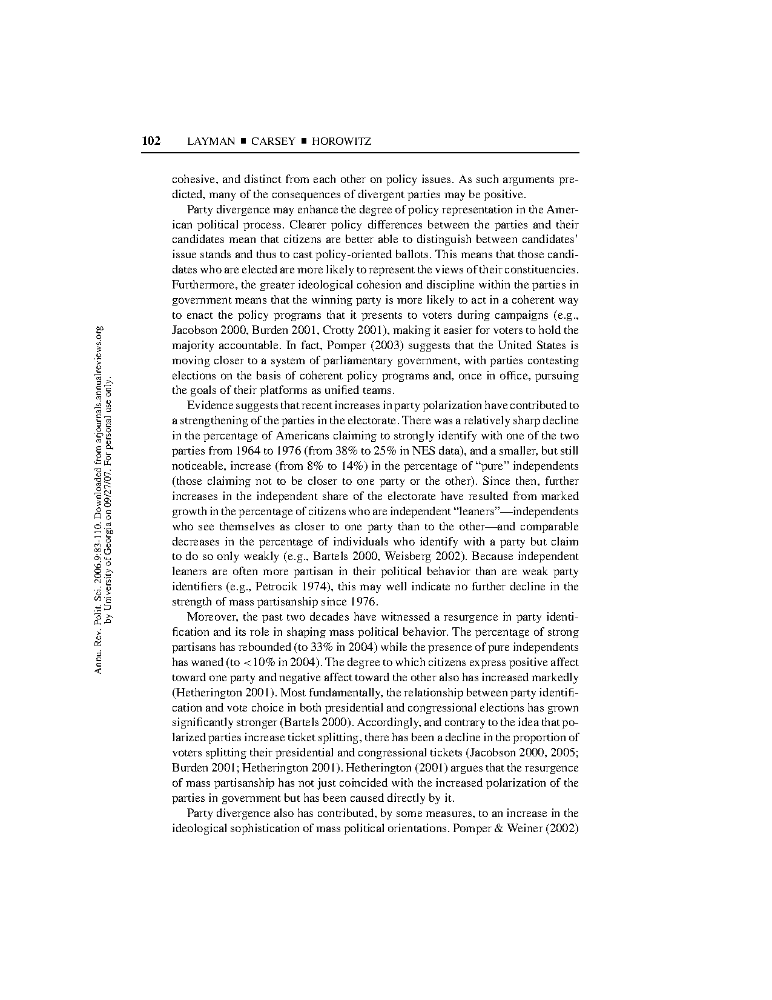 102 LAYMAN ■ CARSEY ■ HOROWITZ
cohesive, and distinct from each other on policy issues. As such arguments pre-
dicted, many of the consequences of divergent parties may be positive.
Party divergence may enhance the degree of policy representation in the Amer-
ican political process. Clearer policy differences between the parties and their
candidates mean that citizens are better able to distinguish between candidates’
issue stands and thus to cast policy-oriented ballots. This means that those candi-
dates who are elected are more likely to represent the views of their constituencies.
Furthermore, the greater ideological cohesion and discipline within the parties in
government means that the winning party is more likely to act in a coherent way
to enact the policy programs that it presents to voters during campaigns (e.g.,
Jacobson 2000, Burden 2001, Crotty 2001), making it easier for voters to hold the
majority accountable. In fact, Pomper (2003) suggests that the United States is
moving closer to a system of parliamentary government, with parties contesting
elections on the basis of coherent policy programs and, once in office, pursuing
the goals of their platforms as unified teams.
Evidence suggests that recent increases in party polarization have contributed to
a strengthening of the parties in the electorate. There was a relatively sharp decline
in the percentage of Americans claiming to strongly identify with one of the two
parties from 1964 to 1976 (from 38% to 25% in NES data), and a smaller, but still
noticeable, increase (from 8% to 14%) in the percentage of “pure” independents
(those claiming not to be closer to one party or the other). Since then, further
increases in the independent share of the electorate have resulted from marked
growth in the percentage of citizens who are independent “leaners”—independents
who see themselves as closer to one party than to the other—and comparable
decreases in the percentage of individuals who identify with a party but claim
to do so only weakly (e.g., Bartels 2000, Weisberg 2002). Because independent
leaners are often more partisan in their political behavior than are weak party
identifiers (e.g., Petrocik 1974), this may well indicate no further decline in the
strength of mass partisanship since 1976.
Moreover, the past two decades have witnessed a resurgence in party identi-
fication and its role in shaping mass political behavior. The percentage of strong
partisans has rebounded (to 33% in 2004) while the presence of pure independents
has waned (to <10% in 2004). The degree to which citizens express positive affect
toward one party and negative affect toward the other also has increased markedly
(Hetherington 2001). Most fundamentally, the relationship between party identifi-
cation and vote choice in both presidential and congressional elections has grown
significantly stronger (Bartels 2000). Accordingly, and contrary to the idea that po-
larized parties increase ticket splitting, there has been a decline in the proportion of
voters splitting their presidential and congressional tickets (Jacobson 2000, 2005;
Burden 2001; Hetherington 2001). Hetherington (2001) argues that the resurgence
of mass partisanship has not just coincided with the increased polarization of the
parties in government but has been caused directly by it.
Party divergence also has contributed, by some measures, to an increase in the
ideological sophistication of mass political orientations. Pomper & Weiner (2002)
Annu. Rev. Polit. Sci. 2006.9:83-110. Downloaded from arjournals.annualreviews.org
by University of Georgia on 09/27/07. For personal use only.